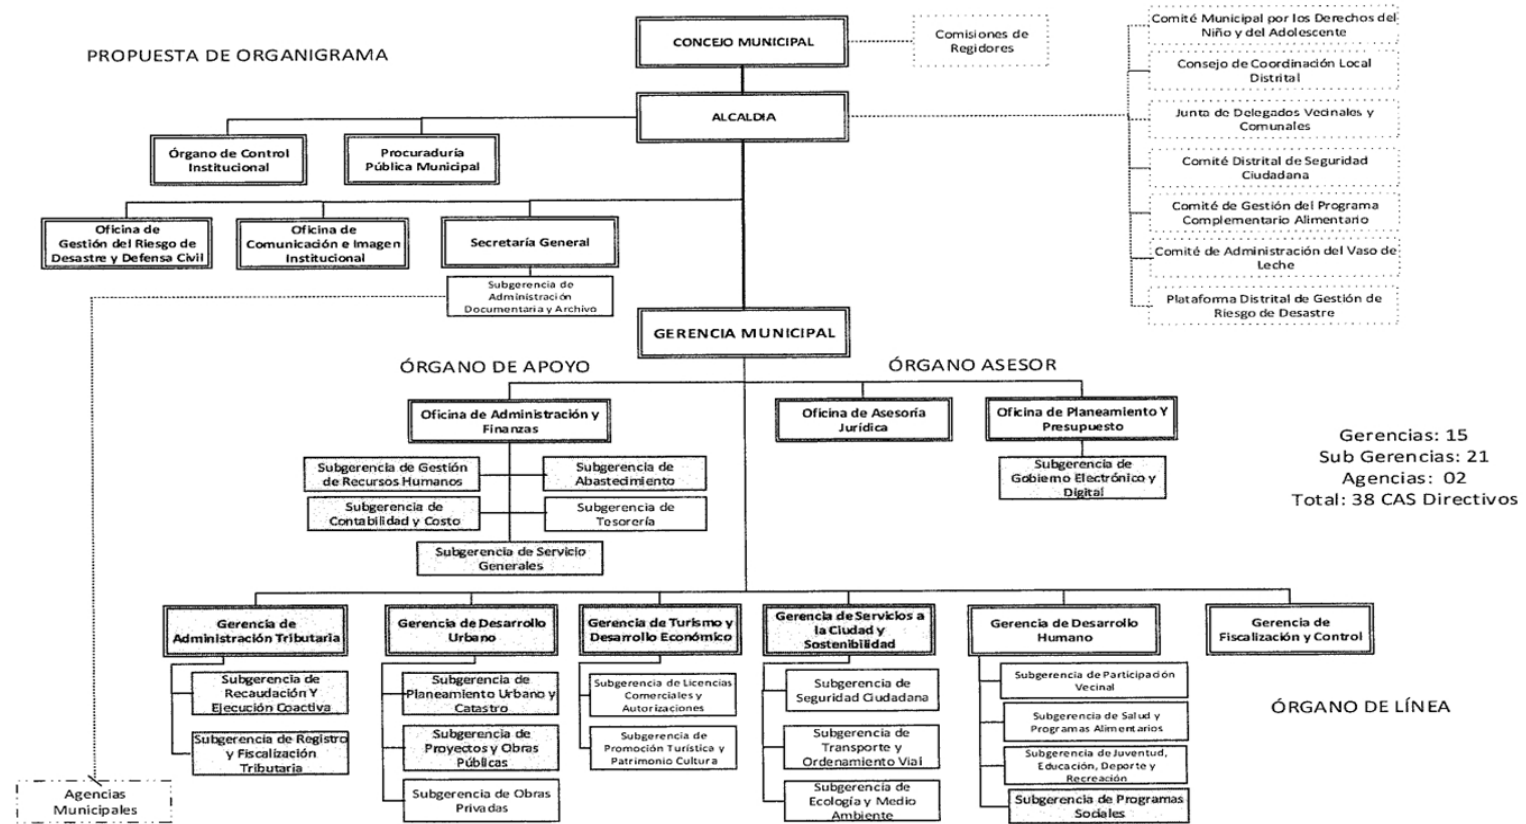 PROPUESTA DE ORGANIGRAMA
CONCEJO MUNICIPAL
Comisiones de
Regidores
Comité Municipal por los Derechos del
Niño y del Adolescente
Consejo de Coordinación Local
Distrital
ALCALDIA
Junta de Delegados Vecinales y
Comunales
Órgano de Control
Institucional
Procuraduría
Pública Municipal
Comité Distrital de Seguridad
Ciudadana
Comité de Gestión del Programa
Complementario Alimentario
Oficina de
Gestión del Riesgo de
Desastre y Defensa Civil
Oficina de
Comunicación e Imagen
Institucional
Secretaría General
Comité de Administración del Vaso de
Leche
Subgerencia de
Administración
Documentaria y Archivo
Plataforma Distrital de Gestión de
Riesgo de Desastre
GERENCIA MUNICIPAL
ÓRGANO DE APOYO
ÓRGANO ASESOR
Oficina de Administración y
Finanzas
Oficina de Asesoría
Jurídica
Oficina de Planeamiento Y
Presupuesto
Subgerencia de Gestión
de Recursos Humanos
Subgerencia de
Abastecimiento
Subgerencia de
Gobierno Electrónico y
Digital
Subgerencia de
Contabilidad y Costo
Subgerencia de
Tesorería
Subgerencia de Servicio
Generales
Gerencias: 15
Sub Gerencias: 21
Agencias: 02
Total: 38 CAS Directivos
Gerencia de
Administración Tributaria
Gerencia de Desarrollo
Urbano
Gerencia de Turismo y
Desarrollo Económico
Gerencia de Servicios a
la Ciudad y
Sostenibilidad
Gerencia de Desarrollo
Humano
Gerencia de
Fiscalización y Control
Subgerencia de
Recaudación Y
Ejecución Coactiva
Subgerencia de
Planeamiento Urbano y
Catastro
Subgerencia de Licencias
Comerciales y
Autorizaciones
Subgerencia de
Seguridad Ciudadana
Subgerencia de Participación
Vecinal
ÓRGANO DE LÍNEA
Subgerencia de Registro
y Fiscalización
Tributaria
Subgerencia de
Proyectos y Obras
Públicas
Subgerencia de
Promoción Turística y
Patrimonio Cultura
Subgerencia de
Transporte y
Ordenamiento Vial
Subgerencia de Salud y
Programas Alimentarios
Subgerencia de Juventud,
Educación, Deporte y
Recreación
Agencias
Municipales
Subgerencia de Obras
Privadas
Subgerencia de
Ecología y Medio
Ambiente
Subgerencia de Programas
Sociales